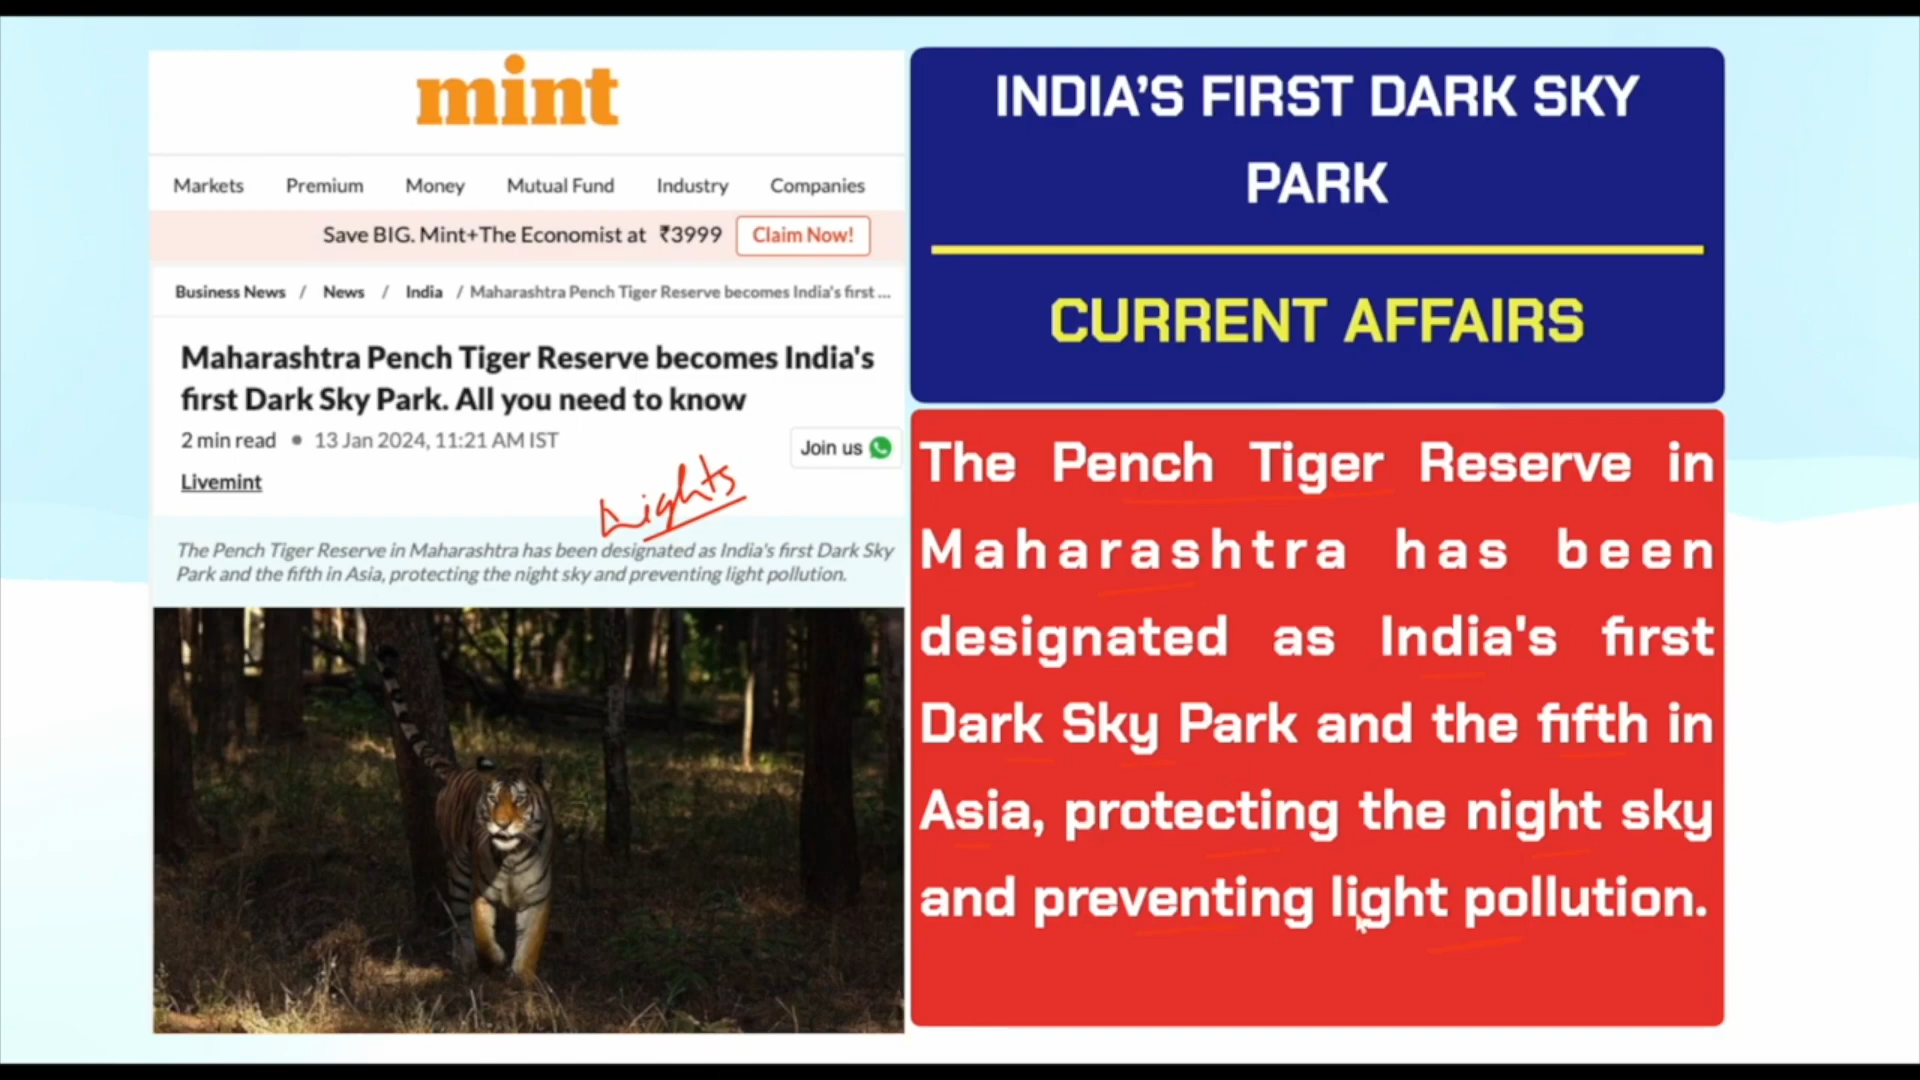 mint
Markets Premium Money Mutual Fund Industry Companies
Save BIG. Mint+The Economist at ₹3999 Claim Now!
Business News / News / India / Maharashtra Pench Tiger Reserve becomes India's first ...
Maharashtra Pench Tiger Reserve becomes India's
first Dark Sky Park. All you need to know
2 min read • 13 Jan 2024, 11:21 AM IST
Join us
Livemint
Lights
The Pench Tiger Reserve in Maharashtra has been designated as India's first Dark Sky
Park and the fifth in Asia, protecting the night sky and preventing light pollution.
INDIA’S FIRST DARK SKY
PARK
CURRENT AFFAIRS
The Pench Tiger Reserve in
Maharashtra has been
designated as India's first
Dark Sky Park and the fifth in
Asia, protecting the night sky
and preventing light pollution.